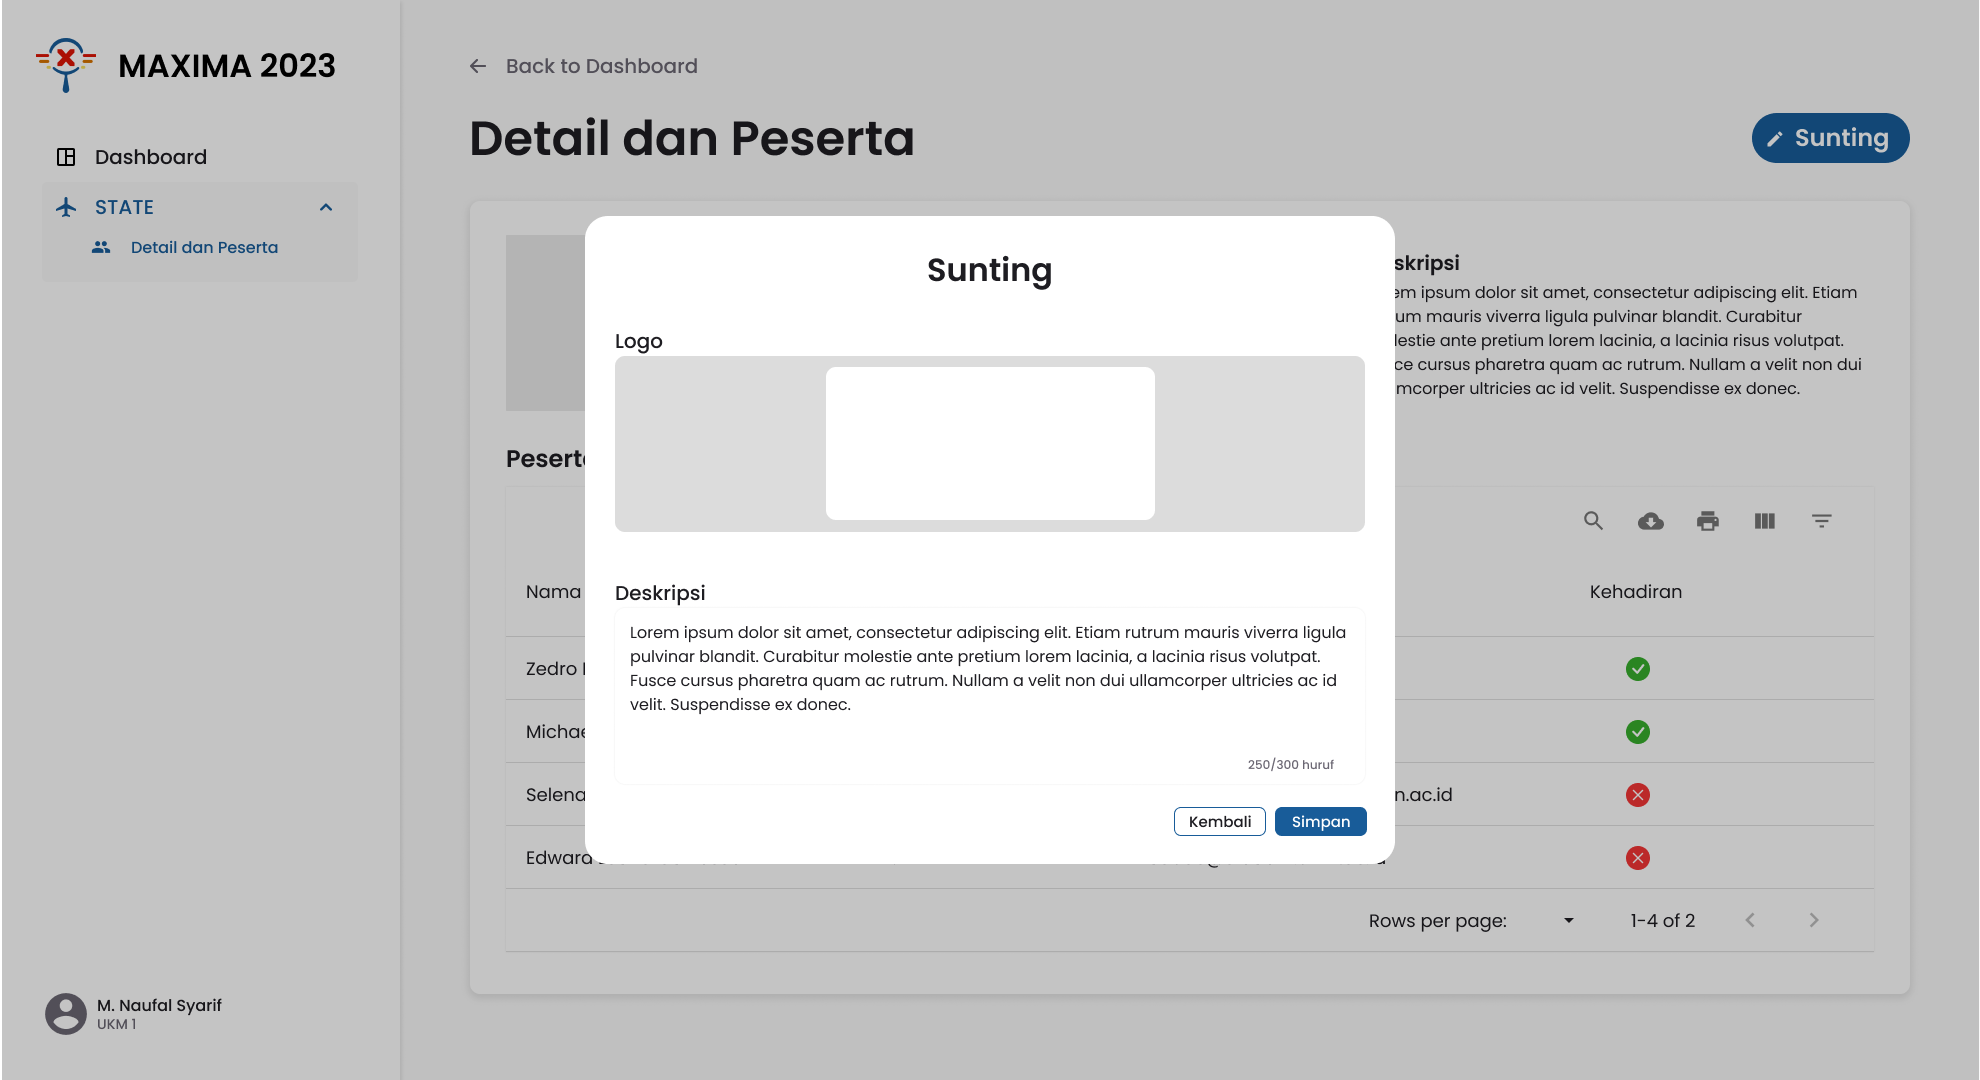 MAXIMA 2023
Dashboard
STATE
Detail dan Peserta
M. Naufal Syarif
UKM 1
Back to Dashboard
Detail dan Peserta
Sunting
Sunting
Logo
Deskripsi
Lorem ipsum dolor sit amet, consectetur adipiscing elit. Etiam rutrum mauris viverra ligula
pulvinar blandit. Curabitur molestie ante pretium lorem lacinia, a lacinia risus volutpat.
Fusce cursus pharetra quam ac rutrum. Nullam a velit non dui ullamcorper ultricies ac id
velit. Suspendisse ex donec.
250/300 huruf
Kembali
Simpan
skripsi
em ipsum dolor sit amet, consectetur adipiscing elit. Etiam
um mauris viverra ligula pulvinar blandit. Curabitur
lestie ante pretium lorem lacinia, a lacinia risus volutpat.
ce cursus pharetra quam ac rutrum. Nullam a velit non dui
mcorper ultricies ac id velit. Suspendisse ex donec.
Nama
Kehadiran
Zedro
Michae
Selena
n.ac.id
Edward
Rows per page:
1-4 of 2